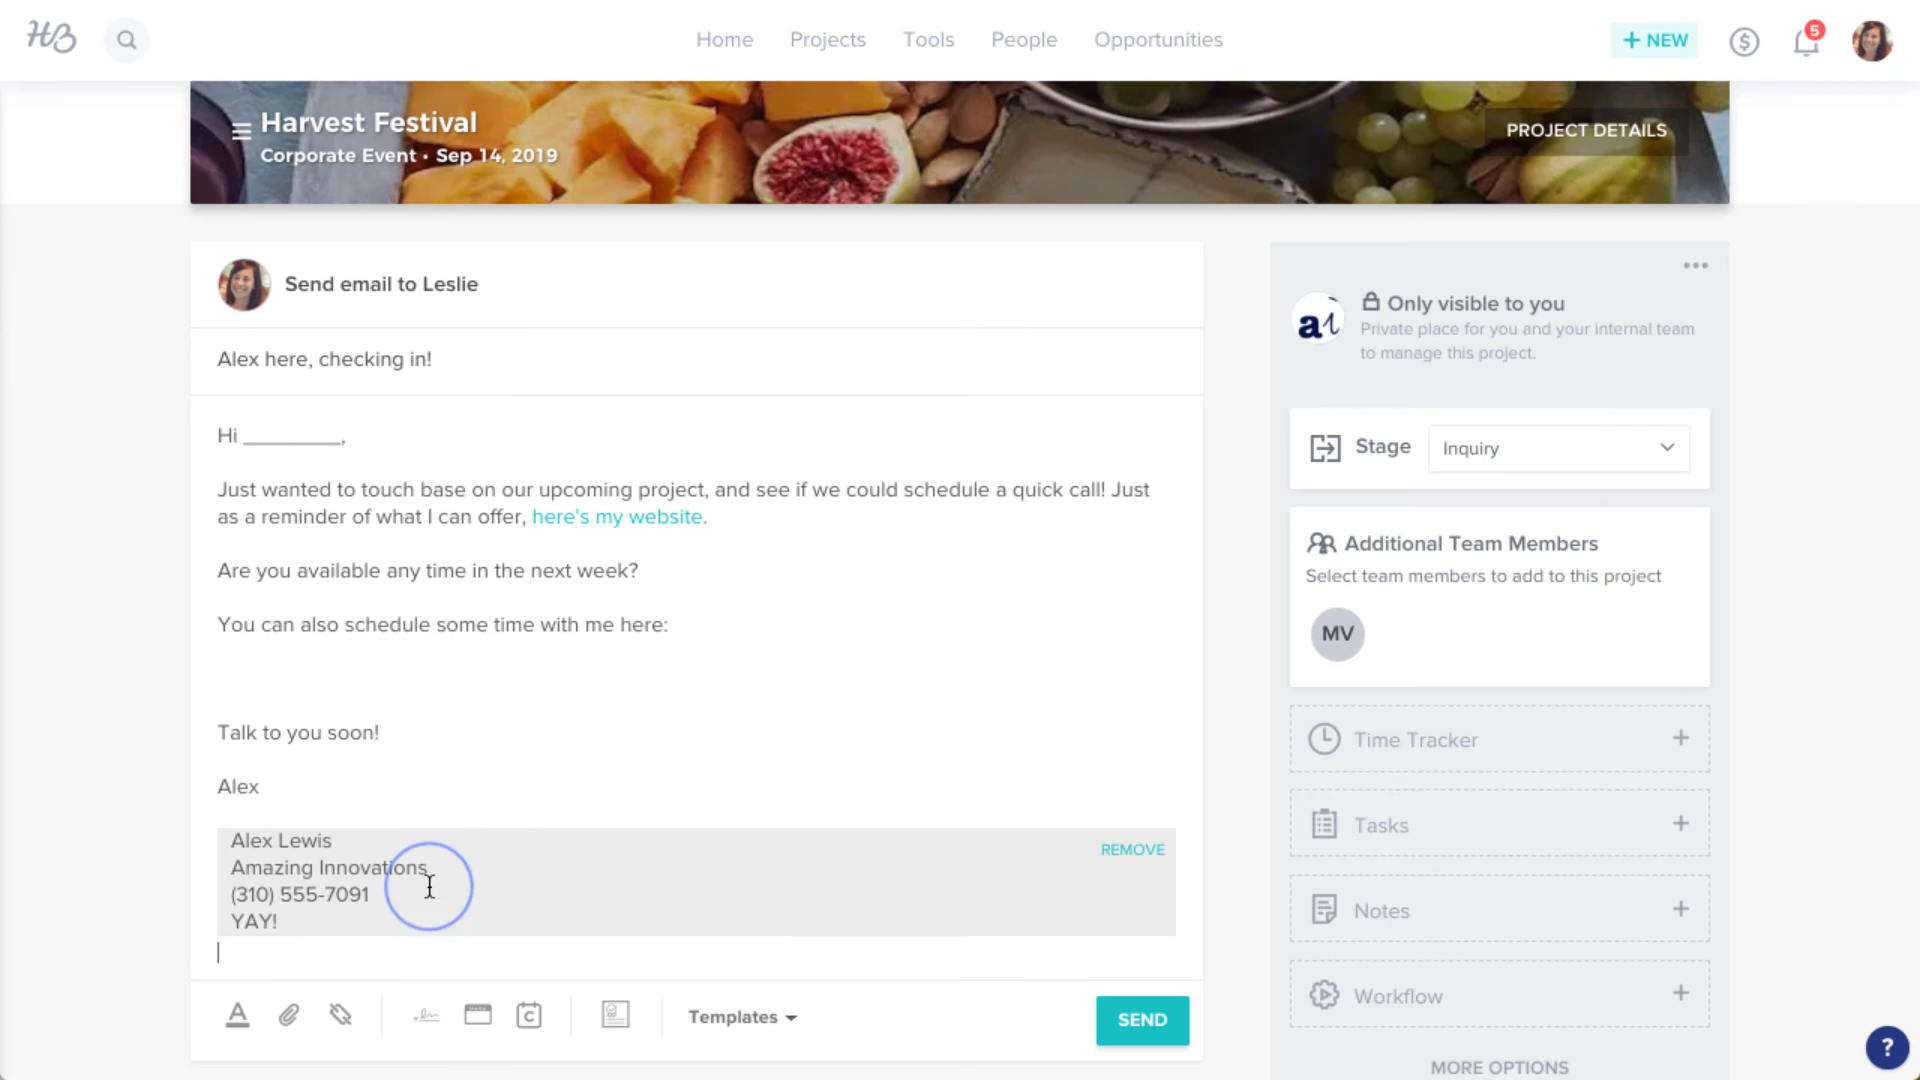 HB
Home
Projects
Tools
People
Opportunities
+ NEW
5
Harvest Festival
Corporate Event • Sep 14, 2019
PROJECT DETAILS
Send email to Leslie
Alex here, checking in!
Hi _________,
Just wanted to touch base on our upcoming project, and see if we could schedule a quick call! Just
as a reminder of what I can offer, here's my website.
Are you available any time in the next week?
You can also schedule some time with me here:
Talk to you soon!
Alex
Alex Lewis
Amazing Innovations
(310) 555-7091
YAY!
REMOVE
A
C
Templates
SEND
ai
Only visible to you
Private place for you and your internal team
to manage this project.
Stage
Inquiry
Additional Team Members
Select team members to add to this project
MV
Time Tracker
Tasks
Notes
Workflow
MORE OPTIONS
?